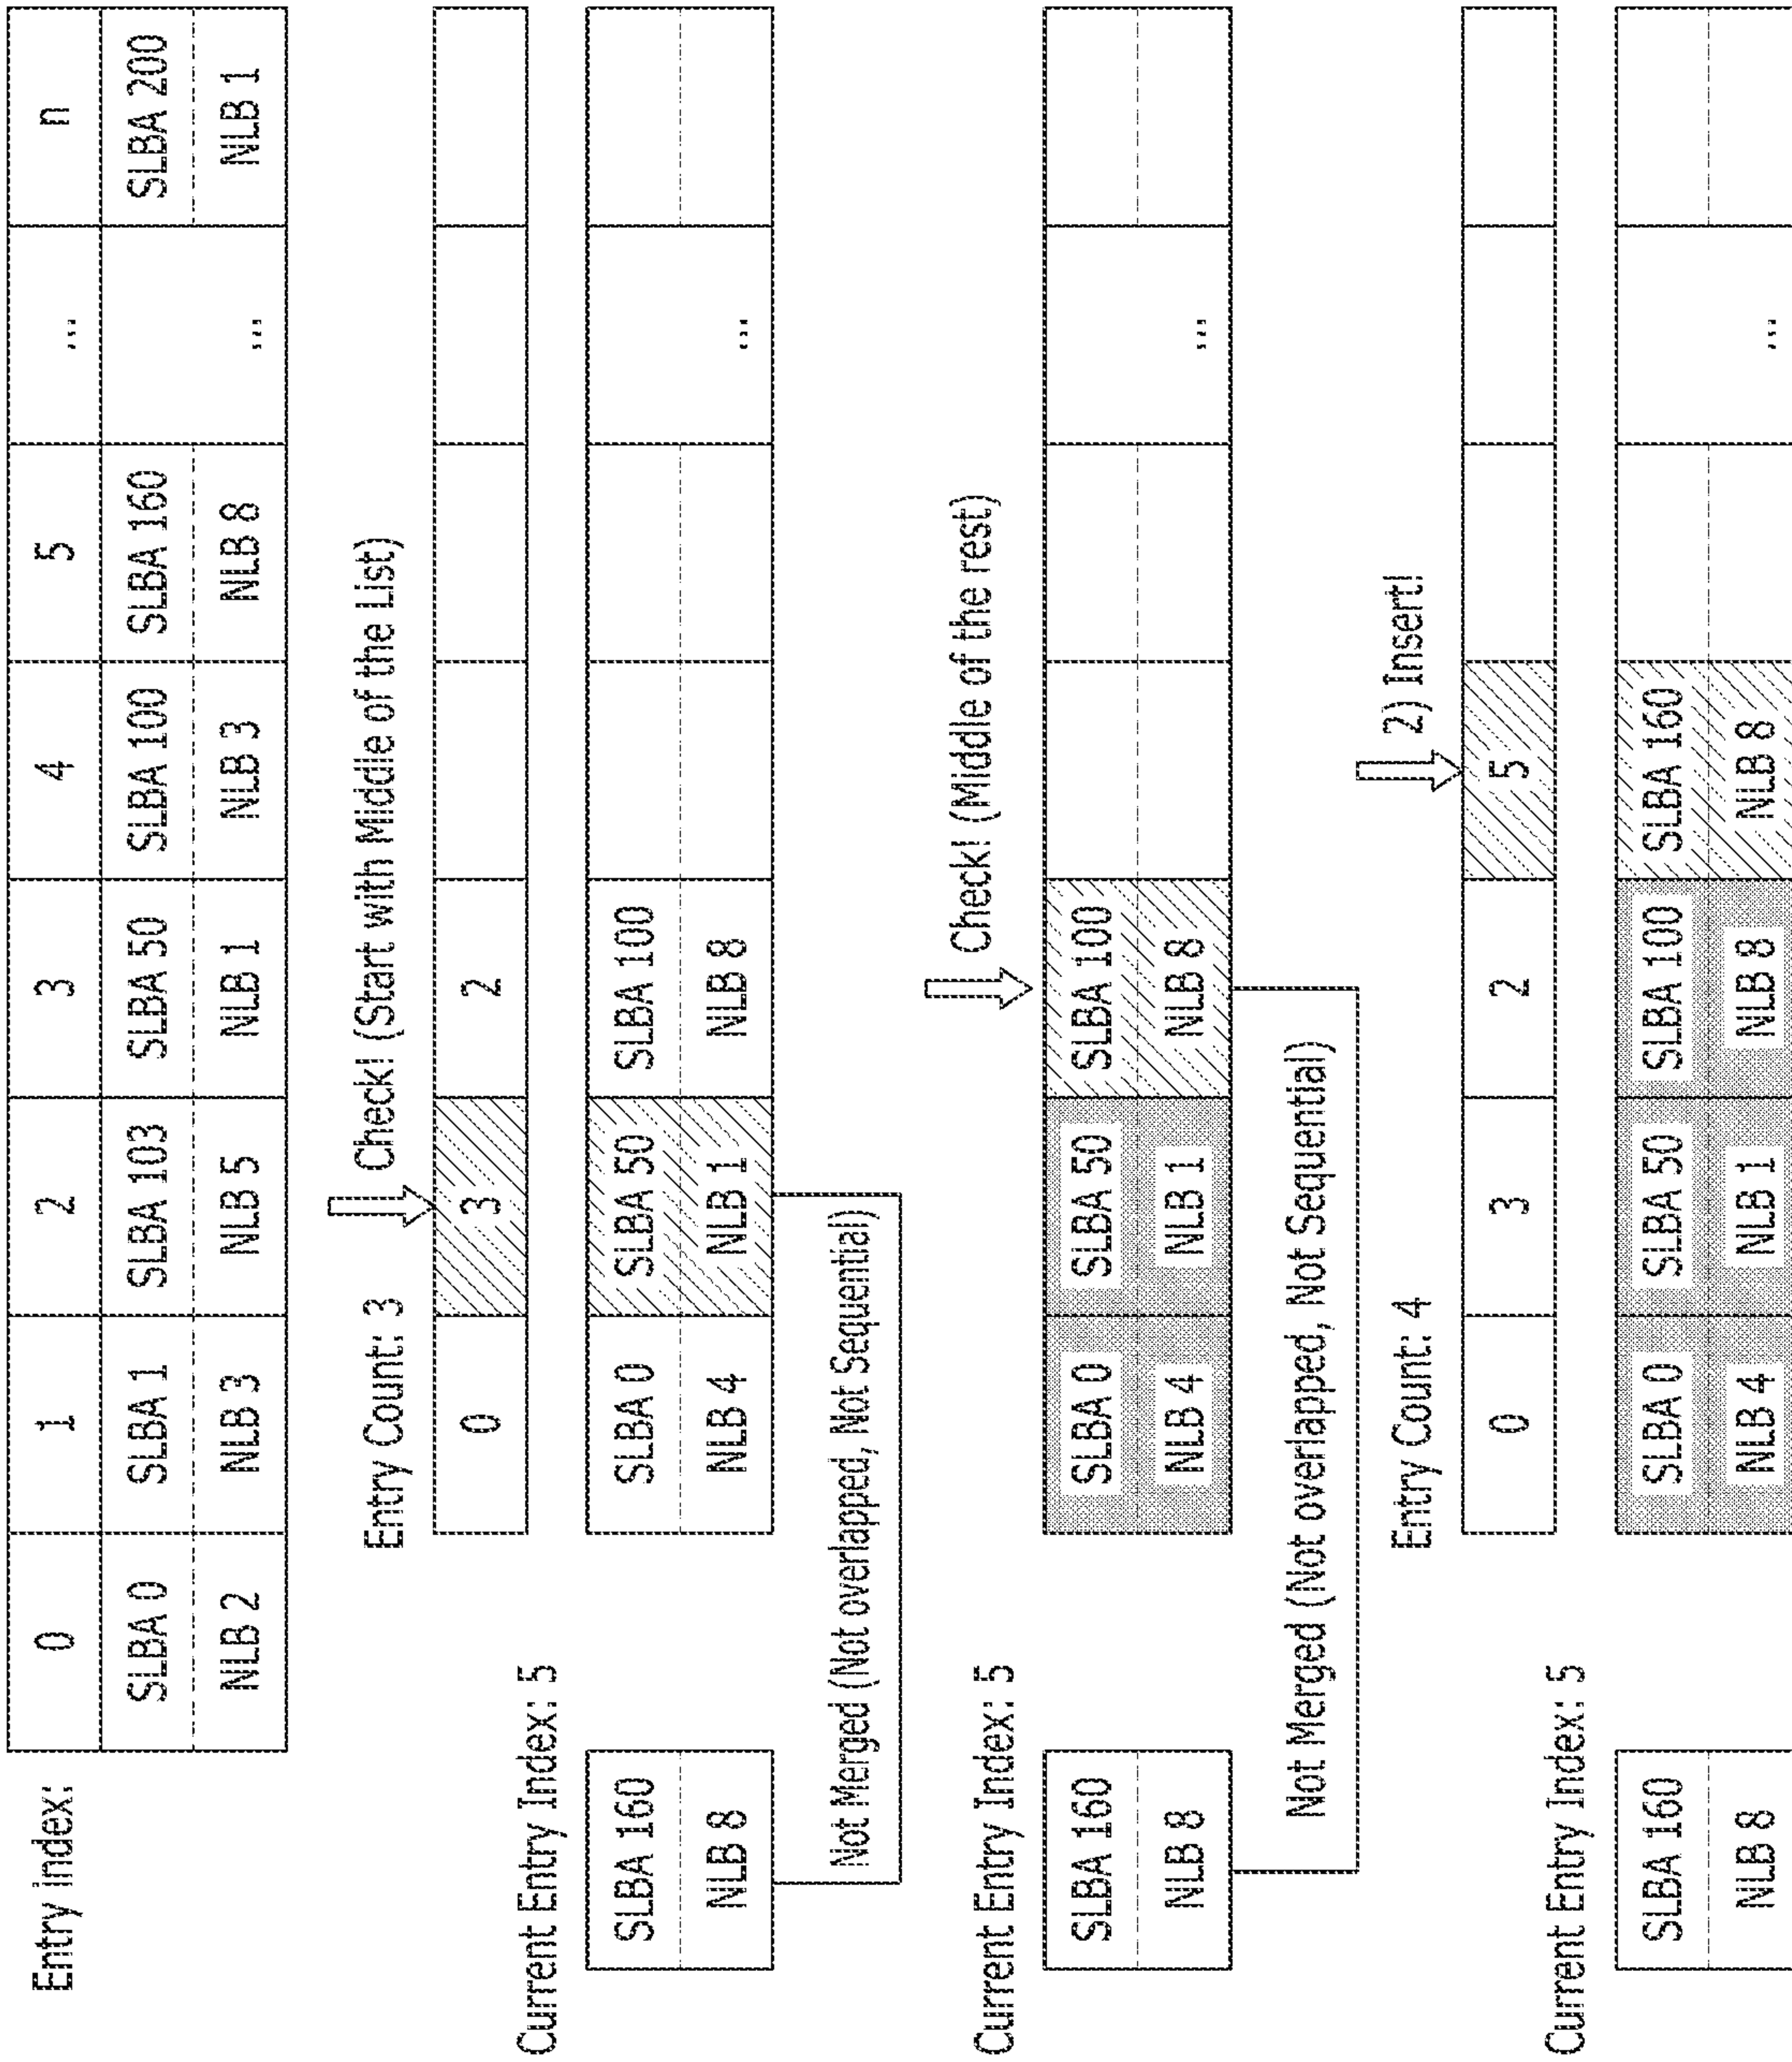 Entry index: 0 1 2 3 4 5 ... n
SLBA 0 SLBA 1 SLBA 103 SLBA 50 SLBA 100 SLBA 160 SLBA 200
NLB 2 NLB 3 NLB 5 NLB 1 NLB 3 NLB 8 ... NLB 1
Entry Count: 3 Check! (Start with Middle of the List)
0 3 2
Current Entry Index: 5
SLBA 160 SLBA 0 SLBA 50 SLBA 100
NLB 8 NLB 4 NLB 1 NLB 8 ...
Not Merged (Not overlapped, Not Sequential)
Check! (Middle of the rest)
Current Entry Index: 5
SLBA 160 SLBA 0 SLBA 50 SLBA 100
NLB 8 NLB 4 NLB 1 NLB 8 ...
Not Merged (Not overlapped, Not Sequential)
Entry Count: 4 2) Insert!
0 3 2 5
Current Entry Index: 5
SLBA 160 SLBA 0 SLBA 50 SLBA 100 SLBA 160
NLB 8 NLB 4 NLB 1 NLB 8 NLB 8 ...